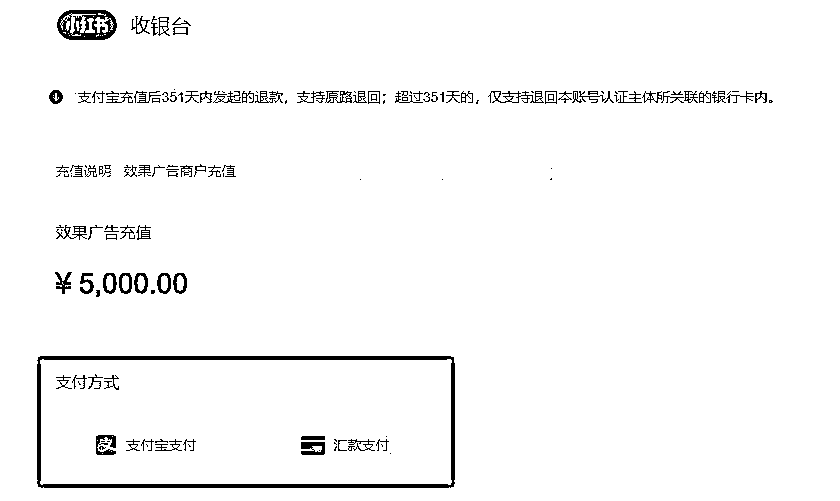 小红书 收银台
支付宝充值后351天内发起的退款，支持原路退回；超过351天的，仅支持退回本账号认证主体所关联的银行卡内。
充值说明 效果广告商户充值
效果广告充值
¥ 5,000.00
支付方式
支付宝支付 汇款支付